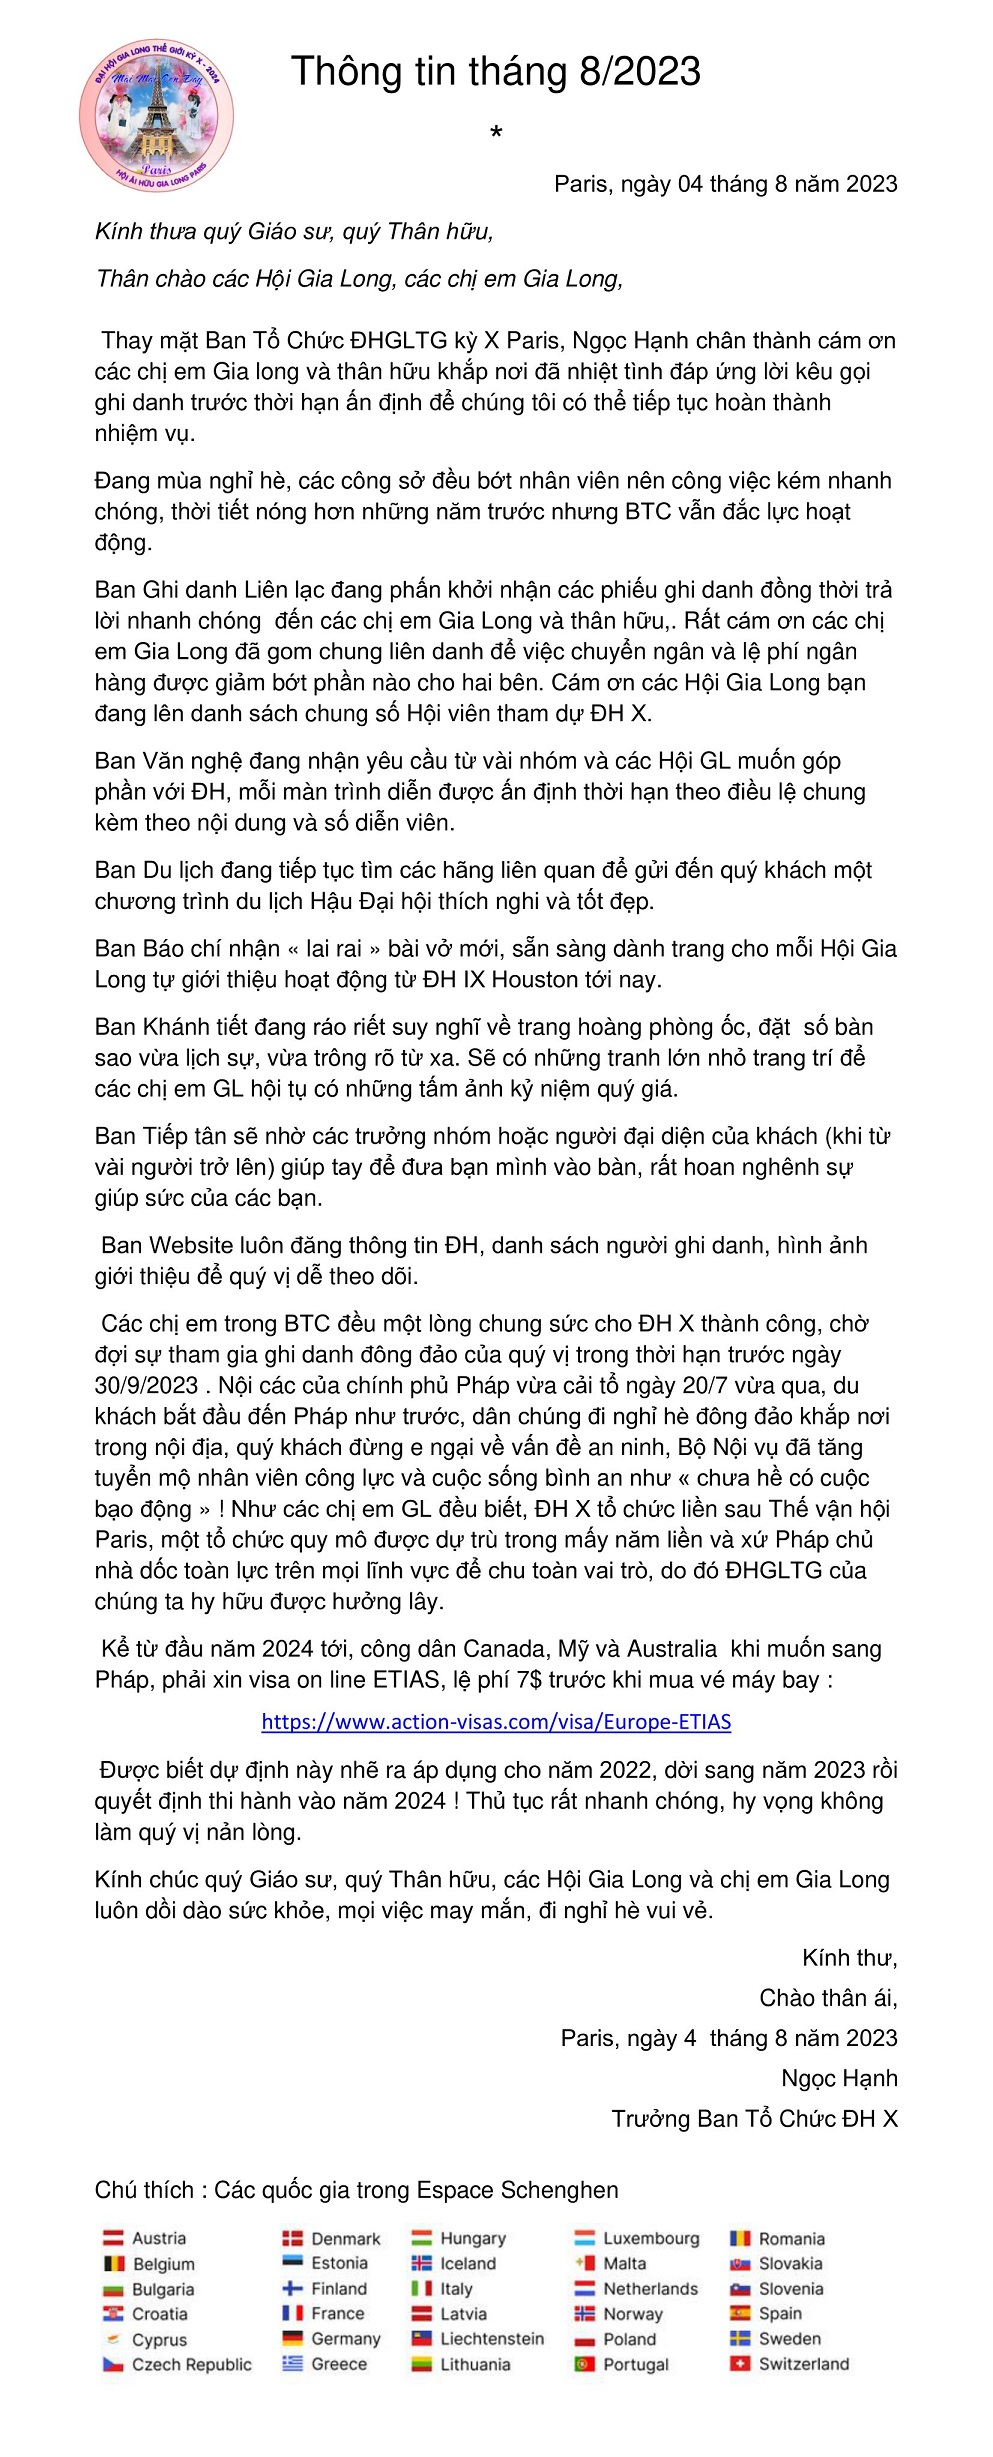 ĐẠI HỘI GIA LONG THẾ GIỚI KỲ X - 2024
Mãi Mãi Còn Đây
Paris
HỘI ÁI HỮU GIA LONG PARIS
Thông tin tháng 8/2023
*
Paris, ngày 04 tháng 8 năm 2023
Kính thưa quý Giáo sư, quý Thân hữu,
Thân chào các Hội Gia Long, các chị em Gia Long,
Thay mặt Ban Tổ Chức ĐHGLTG kỳ X Paris, Ngọc Hạnh chân thành cám ơn
các chị em Gia long và thân hữu khắp nơi đã nhiệt tình đáp ứng lời kêu gọi
ghi danh trước thời hạn ấn định để chúng tôi có thể tiếp tục hoàn thành
nhiệm vụ.
Đang mùa nghỉ hè, các công sở đều bớt nhân viên nên công việc kém nhanh
chóng, thời tiết nóng hơn những năm trước nhưng BTC vẫn đắc lực hoạt
động.
Ban Ghi danh Liên lạc đang phấn khởi nhận các phiếu ghi danh đồng thời trả
lời nhanh chóng  đến các chị em Gia Long và thân hữu,. Rất cám ơn các chị
em Gia Long đã gom chung liên danh để việc chuyển ngân và lệ phí ngân
hàng được giảm bớt phần nào cho hai bên. Cám ơn các Hội Gia Long bạn
đang lên danh sách chung số Hội viên tham dự ĐH X.
Ban Văn nghệ đang nhận yêu cầu từ vài nhóm và các Hội GL muốn góp
phần với ĐH, mỗi màn trình diễn được ấn định thời hạn theo điều lệ chung
kèm theo nội dung và số diễn viên.
Ban Du lịch đang tiếp tục tìm các hãng liên quan để gửi đến quý khách một
chương trình du lịch Hậu Đại hội thích nghi và tốt đẹp.
Ban Báo chí nhận « lai rai » bài vở mới, sẵn sàng dành trang cho mỗi Hội Gia
Long tự giới thiệu hoạt động từ ĐH IX Houston tới nay.
Ban Khánh tiết đang ráo riết suy nghĩ về trang hoàng phòng ốc, đặt  số bàn
sao vừa lịch sự, vừa trông rõ từ xa. Sẽ có những tranh lớn nhỏ trang trí để
các chị em GL hội tụ có những tấm ảnh kỷ niệm quý giá.
Ban Tiếp tân sẽ nhờ các trưởng nhóm hoặc người đại diện của khách (khi từ
vài người trở lên) giúp tay để đưa bạn mình vào bàn, rất hoan nghênh sự
giúp sức của các bạn.
Ban Website luôn đăng thông tin ĐH, danh sách người ghi danh, hình ảnh
giới thiệu để quý vị dễ theo dõi.
Các chị em trong BTC đều một lòng chung sức cho ĐH X thành công, chờ
đợi sự tham gia ghi danh đông đảo của quý vị trong thời hạn trước ngày
30/9/2023 . Nội các của chính phủ Pháp vừa cải tổ ngày 20/7 vừa qua, du
khách bắt đầu đến Pháp như trước, dân chúng đi nghỉ hè đông đảo khắp nơi
trong nội địa, quý khách đừng e ngại về vấn đề an ninh, Bộ Nội vụ đã tăng
tuyển mộ nhân viên công lực và cuộc sống bình an như « chưa hề có cuộc
bạo động » ! Như các chị em GL đều biết, ĐH X tổ chức liền sau Thế vận hội
Paris, một tổ chức quy mô được dự trù trong mấy năm liền và xứ Pháp chủ
nhà dốc toàn lực trên mọi lĩnh vực để chu toàn vai trò, do đó ĐHGLTG của
chúng ta hy hữu được hưởng lây.
Kể từ đầu năm 2024 tới, công dân Canada, Mỹ và Australia  khi muốn sang
Pháp, phải xin visa on line ETIAS, lệ phí 7$ trước khi mua vé máy bay :
https://www.action-visas.com/visa/Europe-ETIAS
Được biết dự định này nhẽ ra áp dụng cho năm 2022, dời sang năm 2023 rồi
quyết định thi hành vào năm 2024 ! Thủ tục rất nhanh chóng, hy vọng không
làm quý vị nản lòng.
Kính chúc quý Giáo sư, quý Thân hữu, các Hội Gia Long và chị em Gia Long
luôn dồi dào sức khỏe, mọi việc may mắn, đi nghỉ hè vui vẻ.
Kính thư,
Chào thân ái,
Paris, ngày 4  tháng 8 năm 2023
Ngọc Hạnh
Trưởng Ban Tổ Chức ĐH X
Chú thích : Các quốc gia trong Espace Schenghen
Austria Denmark Hungary Luxembourg Romania
Belgium Estonia Iceland Malta Slovakia
Bulgaria Finland Italy Netherlands Slovenia
Croatia France Latvia Norway Spain
Cyprus Germany Liechtenstein Poland Sweden
Czech Republic Greece Lithuania Portugal Switzerland